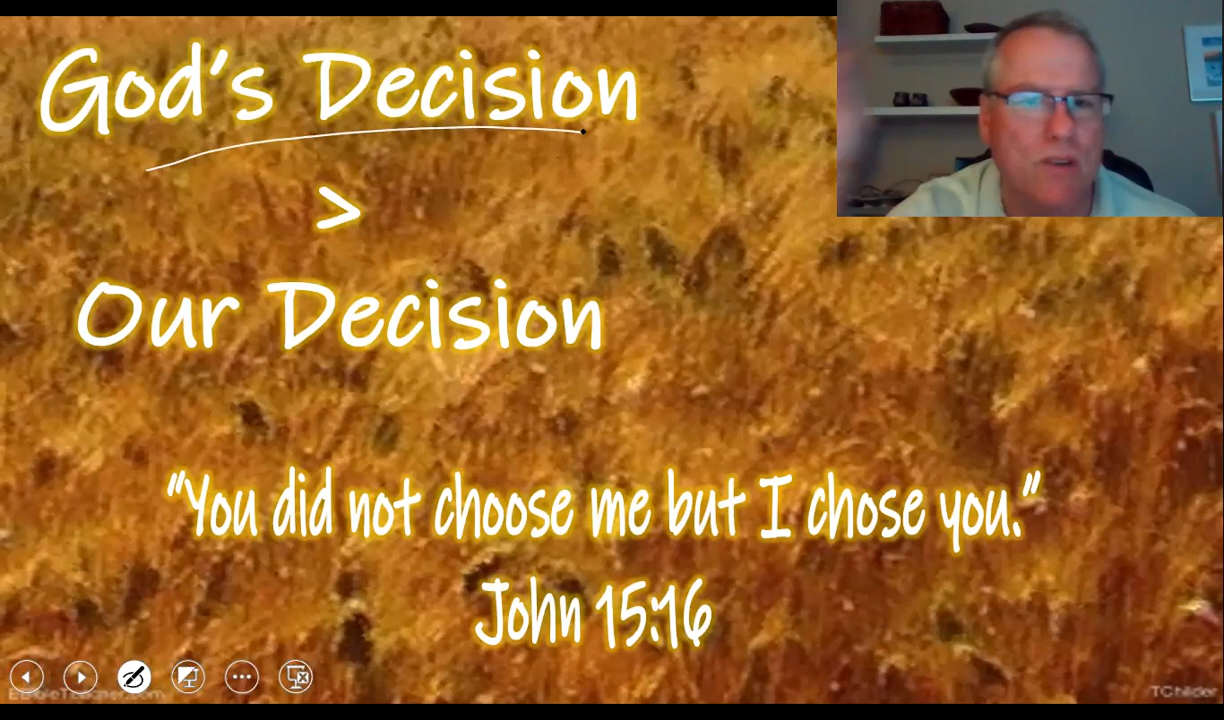 God's Decision
>
Our Decision
"You did not choose me but I chose you."
John 15:16
TChilder